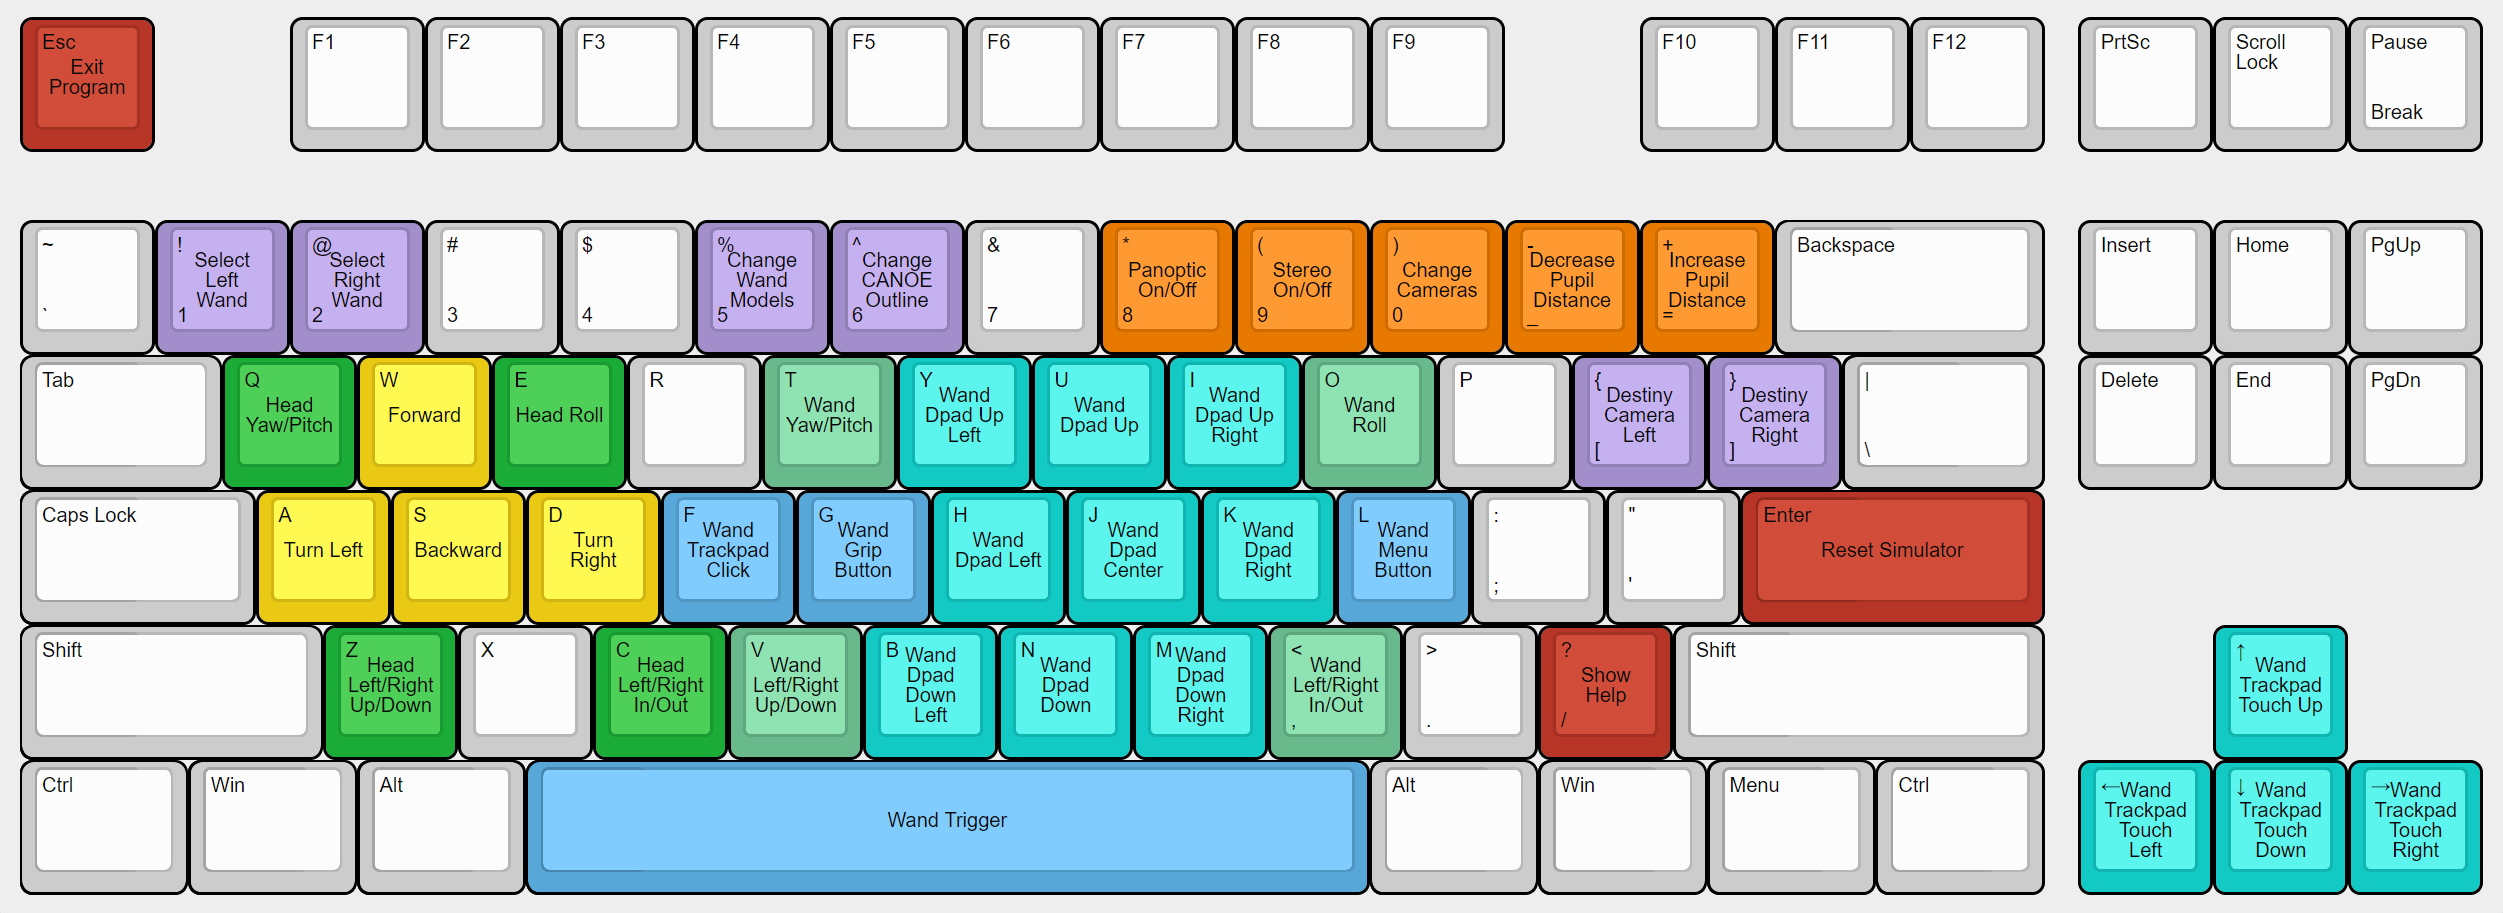 Esc
Exit
Program
F1
F2
F3
F4
F5
F6
F7
F8
F9
F10
F11
F12
PrtSc
Scroll
Lock
Pause
Break
~
`
!
Select
Left
Wand
1
@
Select
Right
Wand
2
#
3
$
4
%
Change
Wand
Models
5
^
Change
CANOE
Outline
6
&
7
*
Panoptic
On/Off
8
(
Stereo
On/Off
9
)
Change
Cameras
0
-
Decrease
Pupil
Distance
_
+
Increase
Pupil
Distance
=
Backspace
Insert
Home
PgUp
Tab
Q
Head
Yaw/Pitch
W
Forward
E
Head Roll
R
T
Wand
Yaw/Pitch
Y
Wand
Dpad Up
Left
U
Wand
Dpad Up
I
Wand
Dpad Up
Right
O
Wand
Roll
P
{
Destiny
Camera
Left
[
}
Destiny
Camera
Right
]
|
\
Delete
End
PgDn
Caps Lock
A
Turn Left
S
Backward
D
Turn
Right
F
Wand
Trackpad
Click
G
Wand
Grip
Button
H
Wand
Dpad Left
J
Wand
Dpad
Center
K
Wand
Dpad
Right
L
Wand
Menu
Button
:
;
"
'
Enter
Reset Simulator
Shift
Z
Head
Left/Right
Up/Down
X
C
Head
Left/Right
In/Out
V
Wand
Left/Right
Up/Down
B
Wand
Dpad
Down
Left
N
Wand
Dpad
Down
M
Wand
Dpad
Down
Right
<
Wand
Left/Right
In/Out
,
>
.
?
Show
Help
/
Shift
↑
Wand
Trackpad
Touch Up
Ctrl
Win
Alt
Wand Trigger
Alt
Win
Menu
Ctrl
←
Wand
Trackpad
Touch
Left
↓
Wand
Trackpad
Touch
Down
→
Wand
Trackpad
Touch
Right